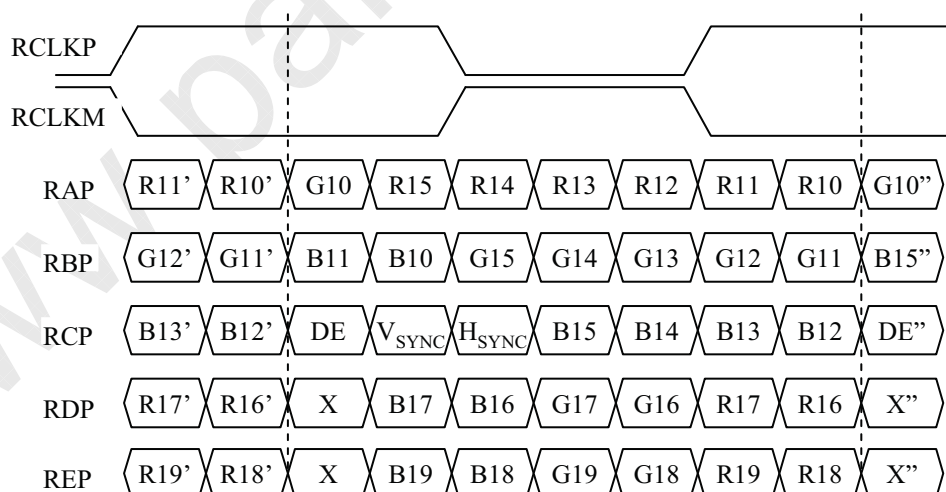 RCLKP
RCLKM
RAP R11’ R10’ G10 R15 R14 R13 R12 R11 R10 G10”
RBP G12’ G11’ B11 B10 G15 G14 G13 G12 G11 B15”
RCP B13’ B12’ DE VSYNC HSYNC B15 B14 B13 B12 DE”
RDP R17’ R16’ X B17 B16 G17 G16 R17 R16 X”
REP R19’ R18’ X B19 B18 G19 G18 R19 R18 X”